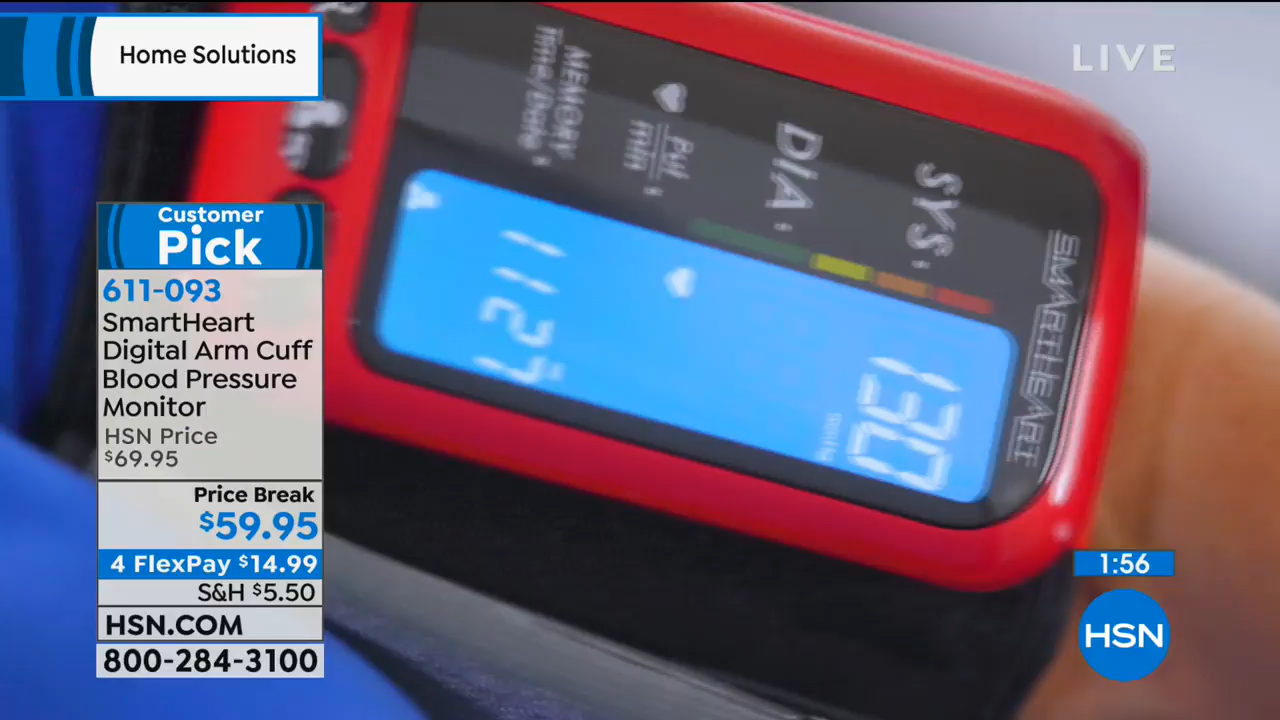 Home Solutions
LIVE
Customer
Pick
611-093
SmartHeart
Digital Arm Cuff
Blood Pressure
Monitor
HSN Price
$69.95
Price Break
$59.95
4 FlexPay $14.99
S&H $5.50
HSN.COM
800-284-3100
1:56
HSN
SMARTHEART
SYS.
DIA.
Pul
min
MEMORY
Time/Date
130